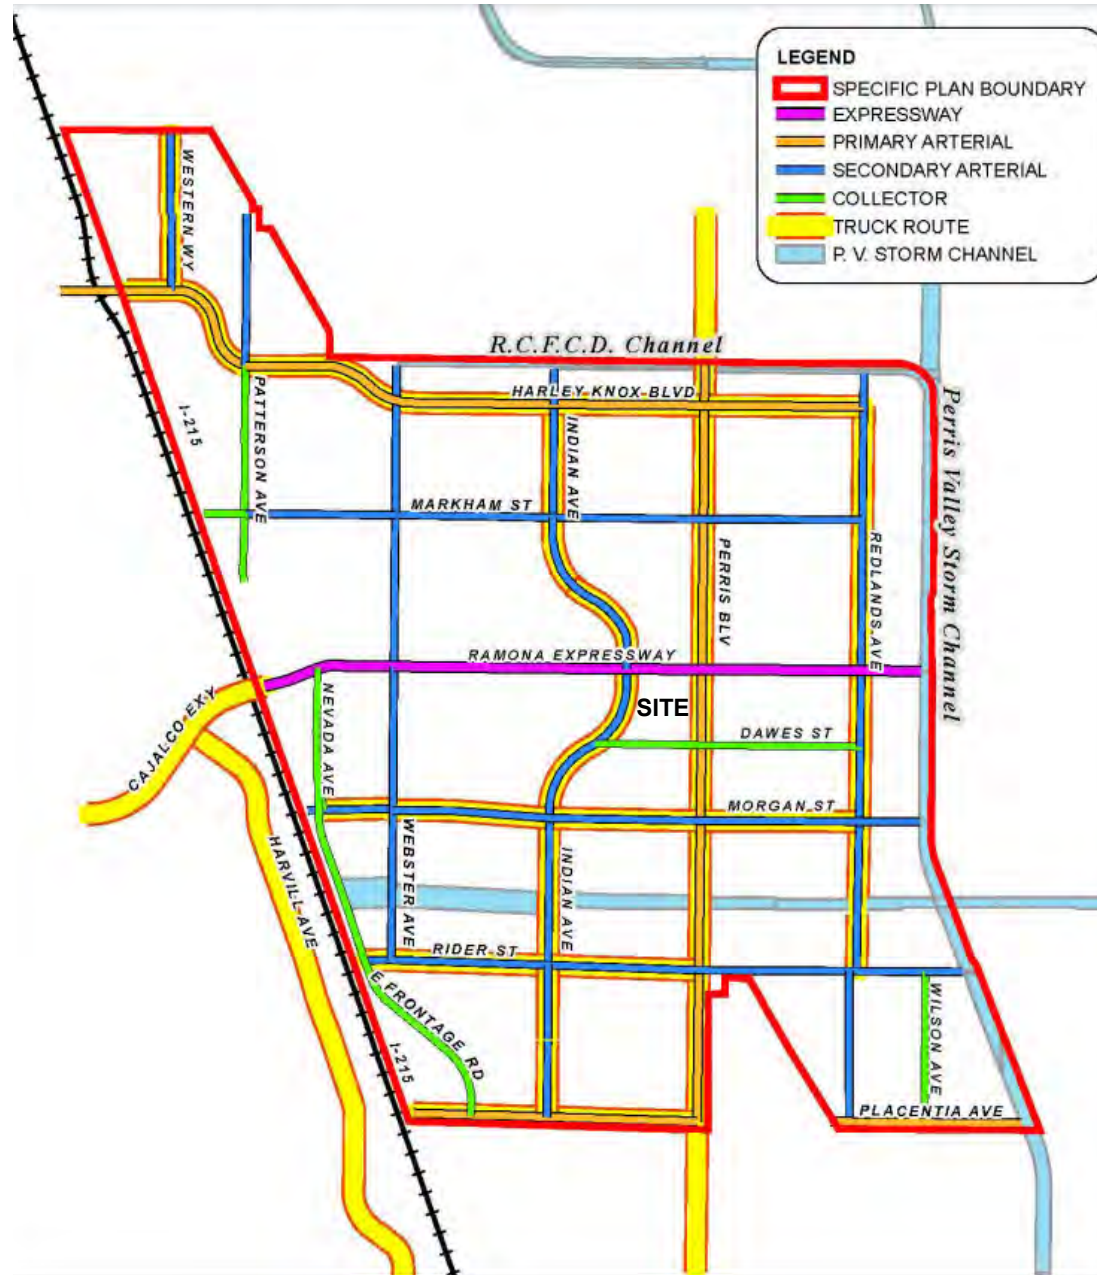 LEGEND
SPECIFIC PLAN BOUNDARY
EXPRESSWAY
PRIMARY ARTERIAL
SECONDARY ARTERIAL
COLLECTOR
TRUCK ROUTE
P. V. STORM CHANNEL
WESTERN WY
R.C.F.C.D. Channel
HARLEY KNOX BLVD
PATTERSON AVE
I-215
INDIAN AVE
Perris Valley Storm Channel
MARKHAM ST
PERRIS BLV
REDLANDS AVE
RAMONA EXPRESSWAY
CAJALCO EXY
NEVADA AVE
SITE
DAWES ST
MORGAN ST
HARVILL AVE
WEBSTER AVE
INDIAN AVE
RIDER ST
E FRONTAGE RD
WILSON AVE
I-215
PLACENTIA AVE